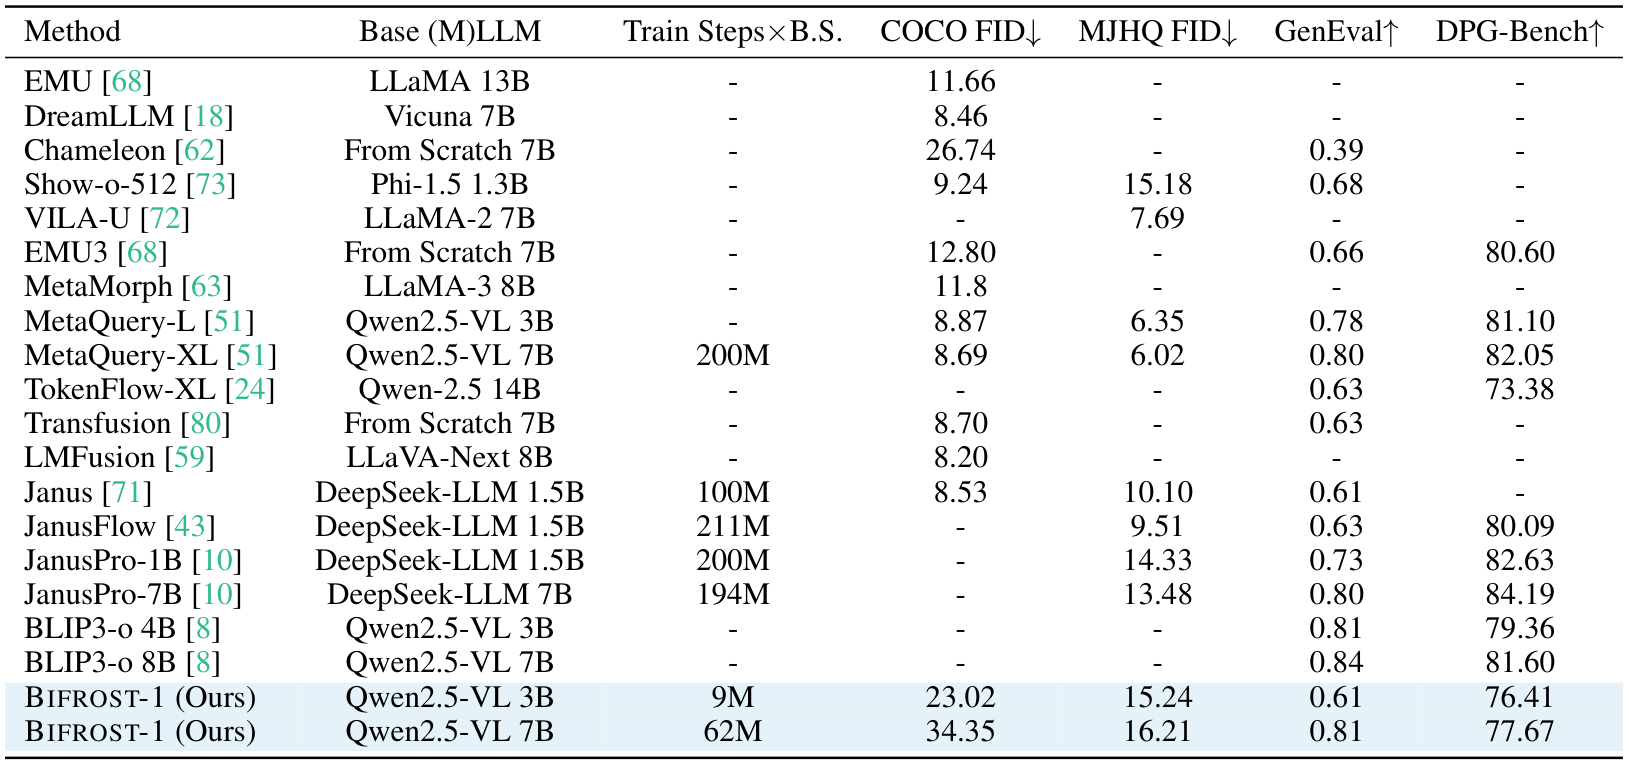 Method Base (M)LLM Train Steps×B.S. COCO FID↓ MJHQ FID↓ GenEval↑ DPG-Bench↑
EMU [68] LLaMA 13B - 11.66 - - -
DreamLLM [18] Vicuna 7B - 8.46 - - -
Chameleon [62] From Scratch 7B - 26.74 - 0.39 -
Show-o-512 [73] Phi-1.5 1.3B - 9.24 15.18 0.68 -
VILA-U [72] LLaMA-2 7B - - 7.69 - -
EMU3 [68] From Scratch 7B - 12.80 - 0.66 80.60
MetaMorph [63] LLaMA-3 8B - 11.8 - - -
MetaQuery-L [51] Qwen2.5-VL 3B - 8.87 6.35 0.78 81.10
MetaQuery-XL [51] Qwen2.5-VL 7B 200M 8.69 6.02 0.80 82.05
TokenFlow-XL [24] Qwen-2.5 14B - - - 0.63 73.38
Transfusion [80] From Scratch 7B - 8.70 - 0.63 -
LMFusion [59] LLaVA-Next 8B - 8.20 - - -
Janus [71] DeepSeek-LLM 1.5B 100M 8.53 10.10 0.61 -
JanusFlow [43] DeepSeek-LLM 1.5B 211M - 9.51 0.63 80.09
JanusPro-1B [10] DeepSeek-LLM 1.5B 200M - 14.33 0.73 82.63
JanusPro-7B [10] DeepSeek-LLM 7B 194M - 13.48 0.80 84.19
BLIP3-o 4B [8] Qwen2.5-VL 3B - - - 0.81 79.36
BLIP3-o 8B [8] Qwen2.5-VL 7B - - - 0.84 81.60
BIFROST-1 (Ours) Qwen2.5-VL 3B 9M 23.02 15.24 0.61 76.41
BIFROST-1 (Ours) Qwen2.5-VL 7B 62M 34.35 16.21 0.81 77.67